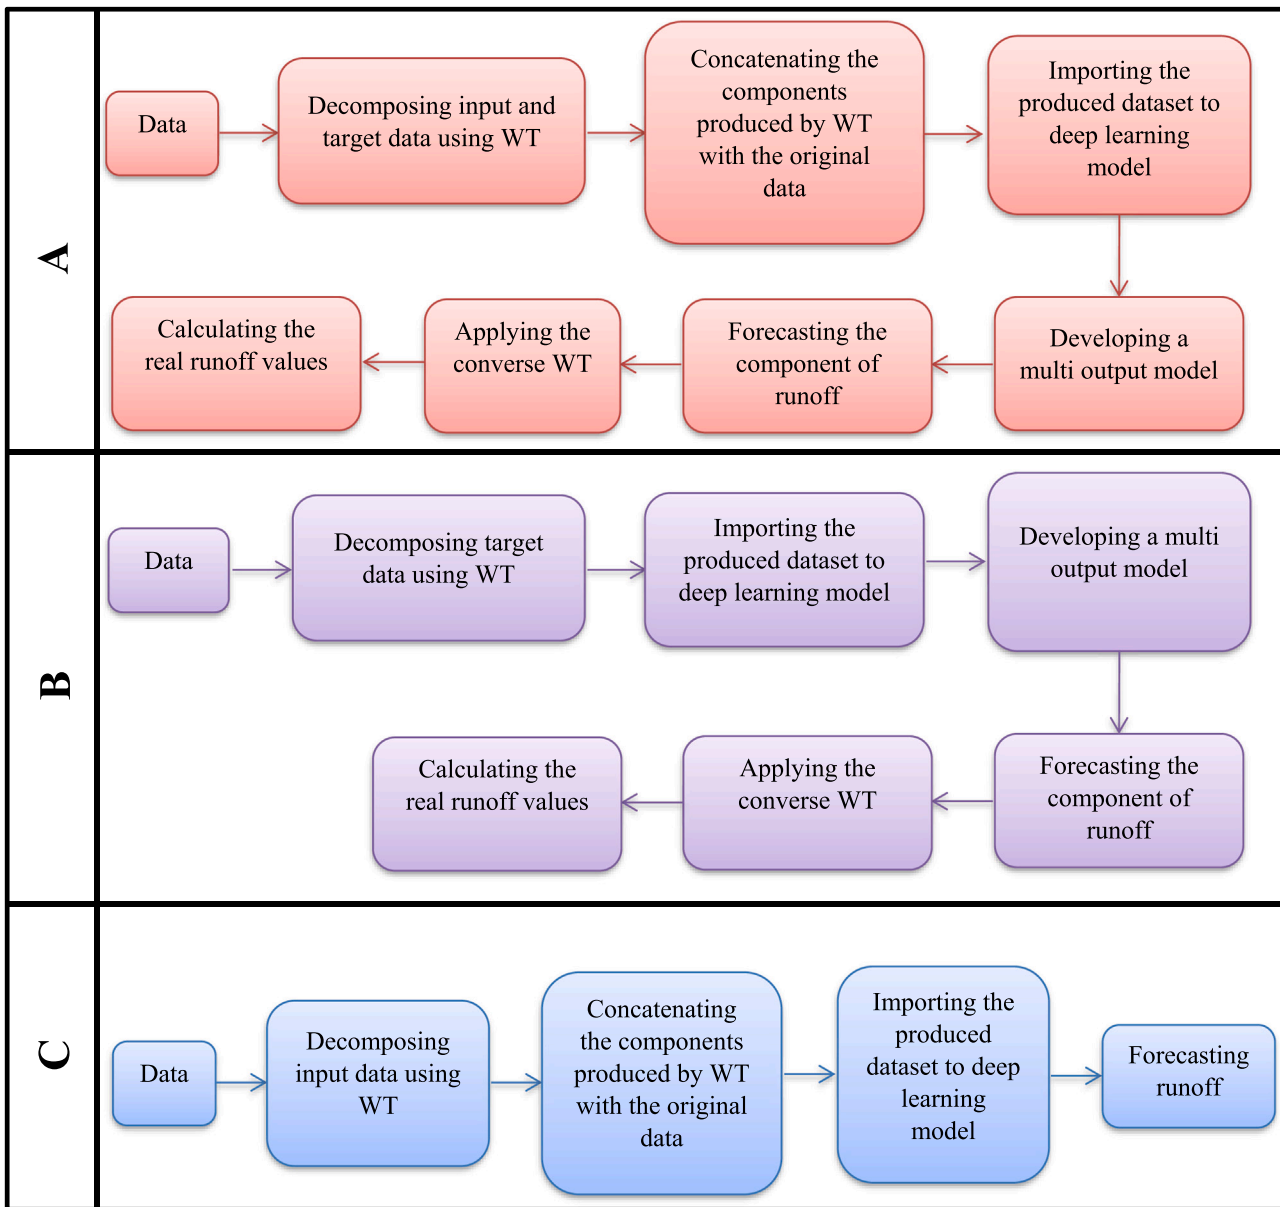 A
Data
Decomposing input and
target data using WT
Concatenating the
components
produced by WT
with the original
data
Importing the
produced dataset to
deep learning
model
Developing a
multi output model
Forecasting the
component of
runoff
Applying the
converse WT
Calculating the
real runoff values
B
Data
Decomposing target
data using WT
Importing the
produced dataset to
deep learning model
Developing a multi
output model
Forecasting the
component of
runoff
Applying the
converse WT
Calculating the
real runoff values
C
Data
Decomposing
input data using
WT
Concatenating
the components
produced by WT
with the original
data
Importing the
produced
dataset to deep
learning
model
Forecasting
runoff